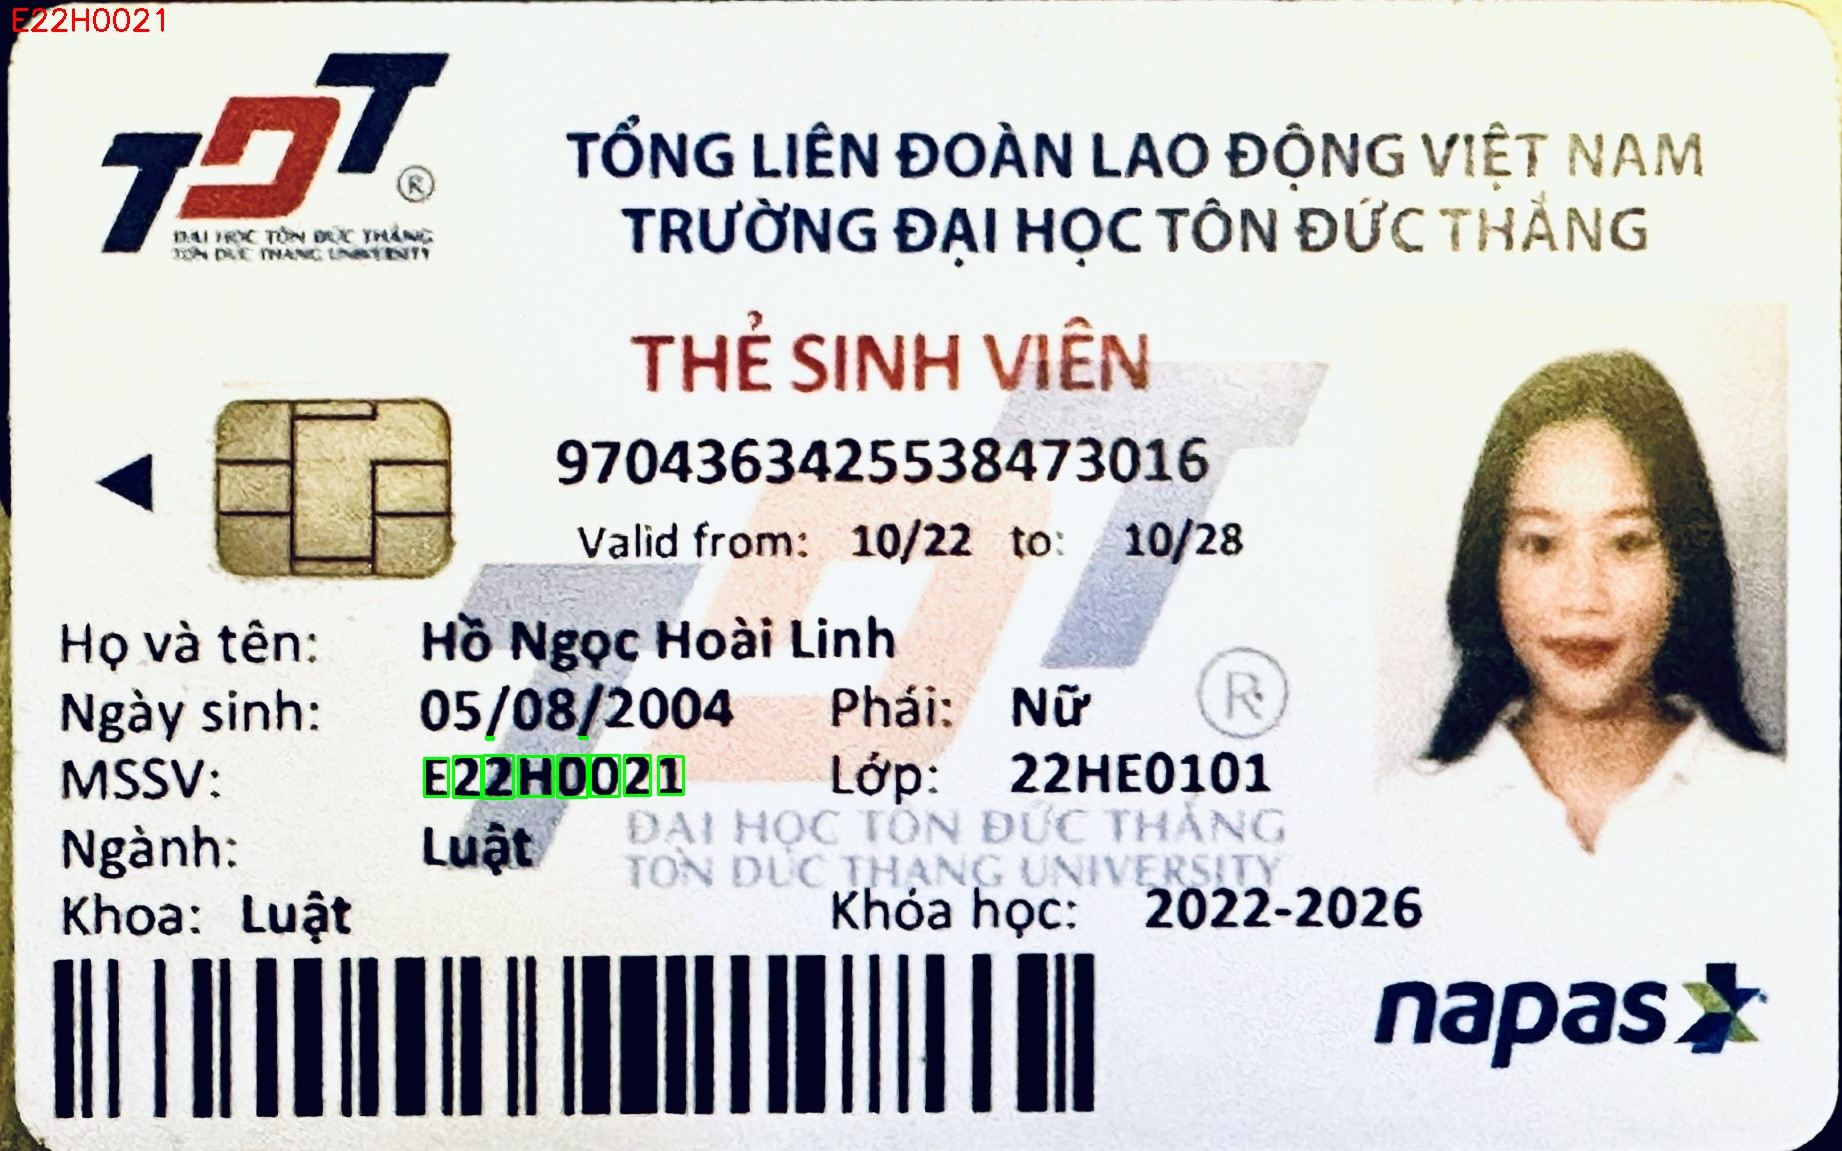 E22H0021
TDT®
ĐẠI HỌC TÔN ĐỨC THẮNG
TON DUC THANG UNIVERSITY
TỔNG LIÊN ĐOÀN LAO ĐỘNG VIỆT NAM
TRƯỜNG ĐẠI HỌC TÔN ĐỨC THẮNG
THẺ SINH VIÊN
9704363425538473016
Valid from: 10/22 to: 10/28
Họ và tên: Hồ Ngọc Hoài Linh
Ngày sinh: 05/08/2004 Phái: Nữ
MSSV: E22H0021 Lớp: 22HE0101
Ngành: Luật
Khoa: Luật Khóa học: 2022-2026
TDT®
ĐẠI HỌC TÔN ĐỨC THẮNG
TON DUC THANG UNIVERSITY
napas